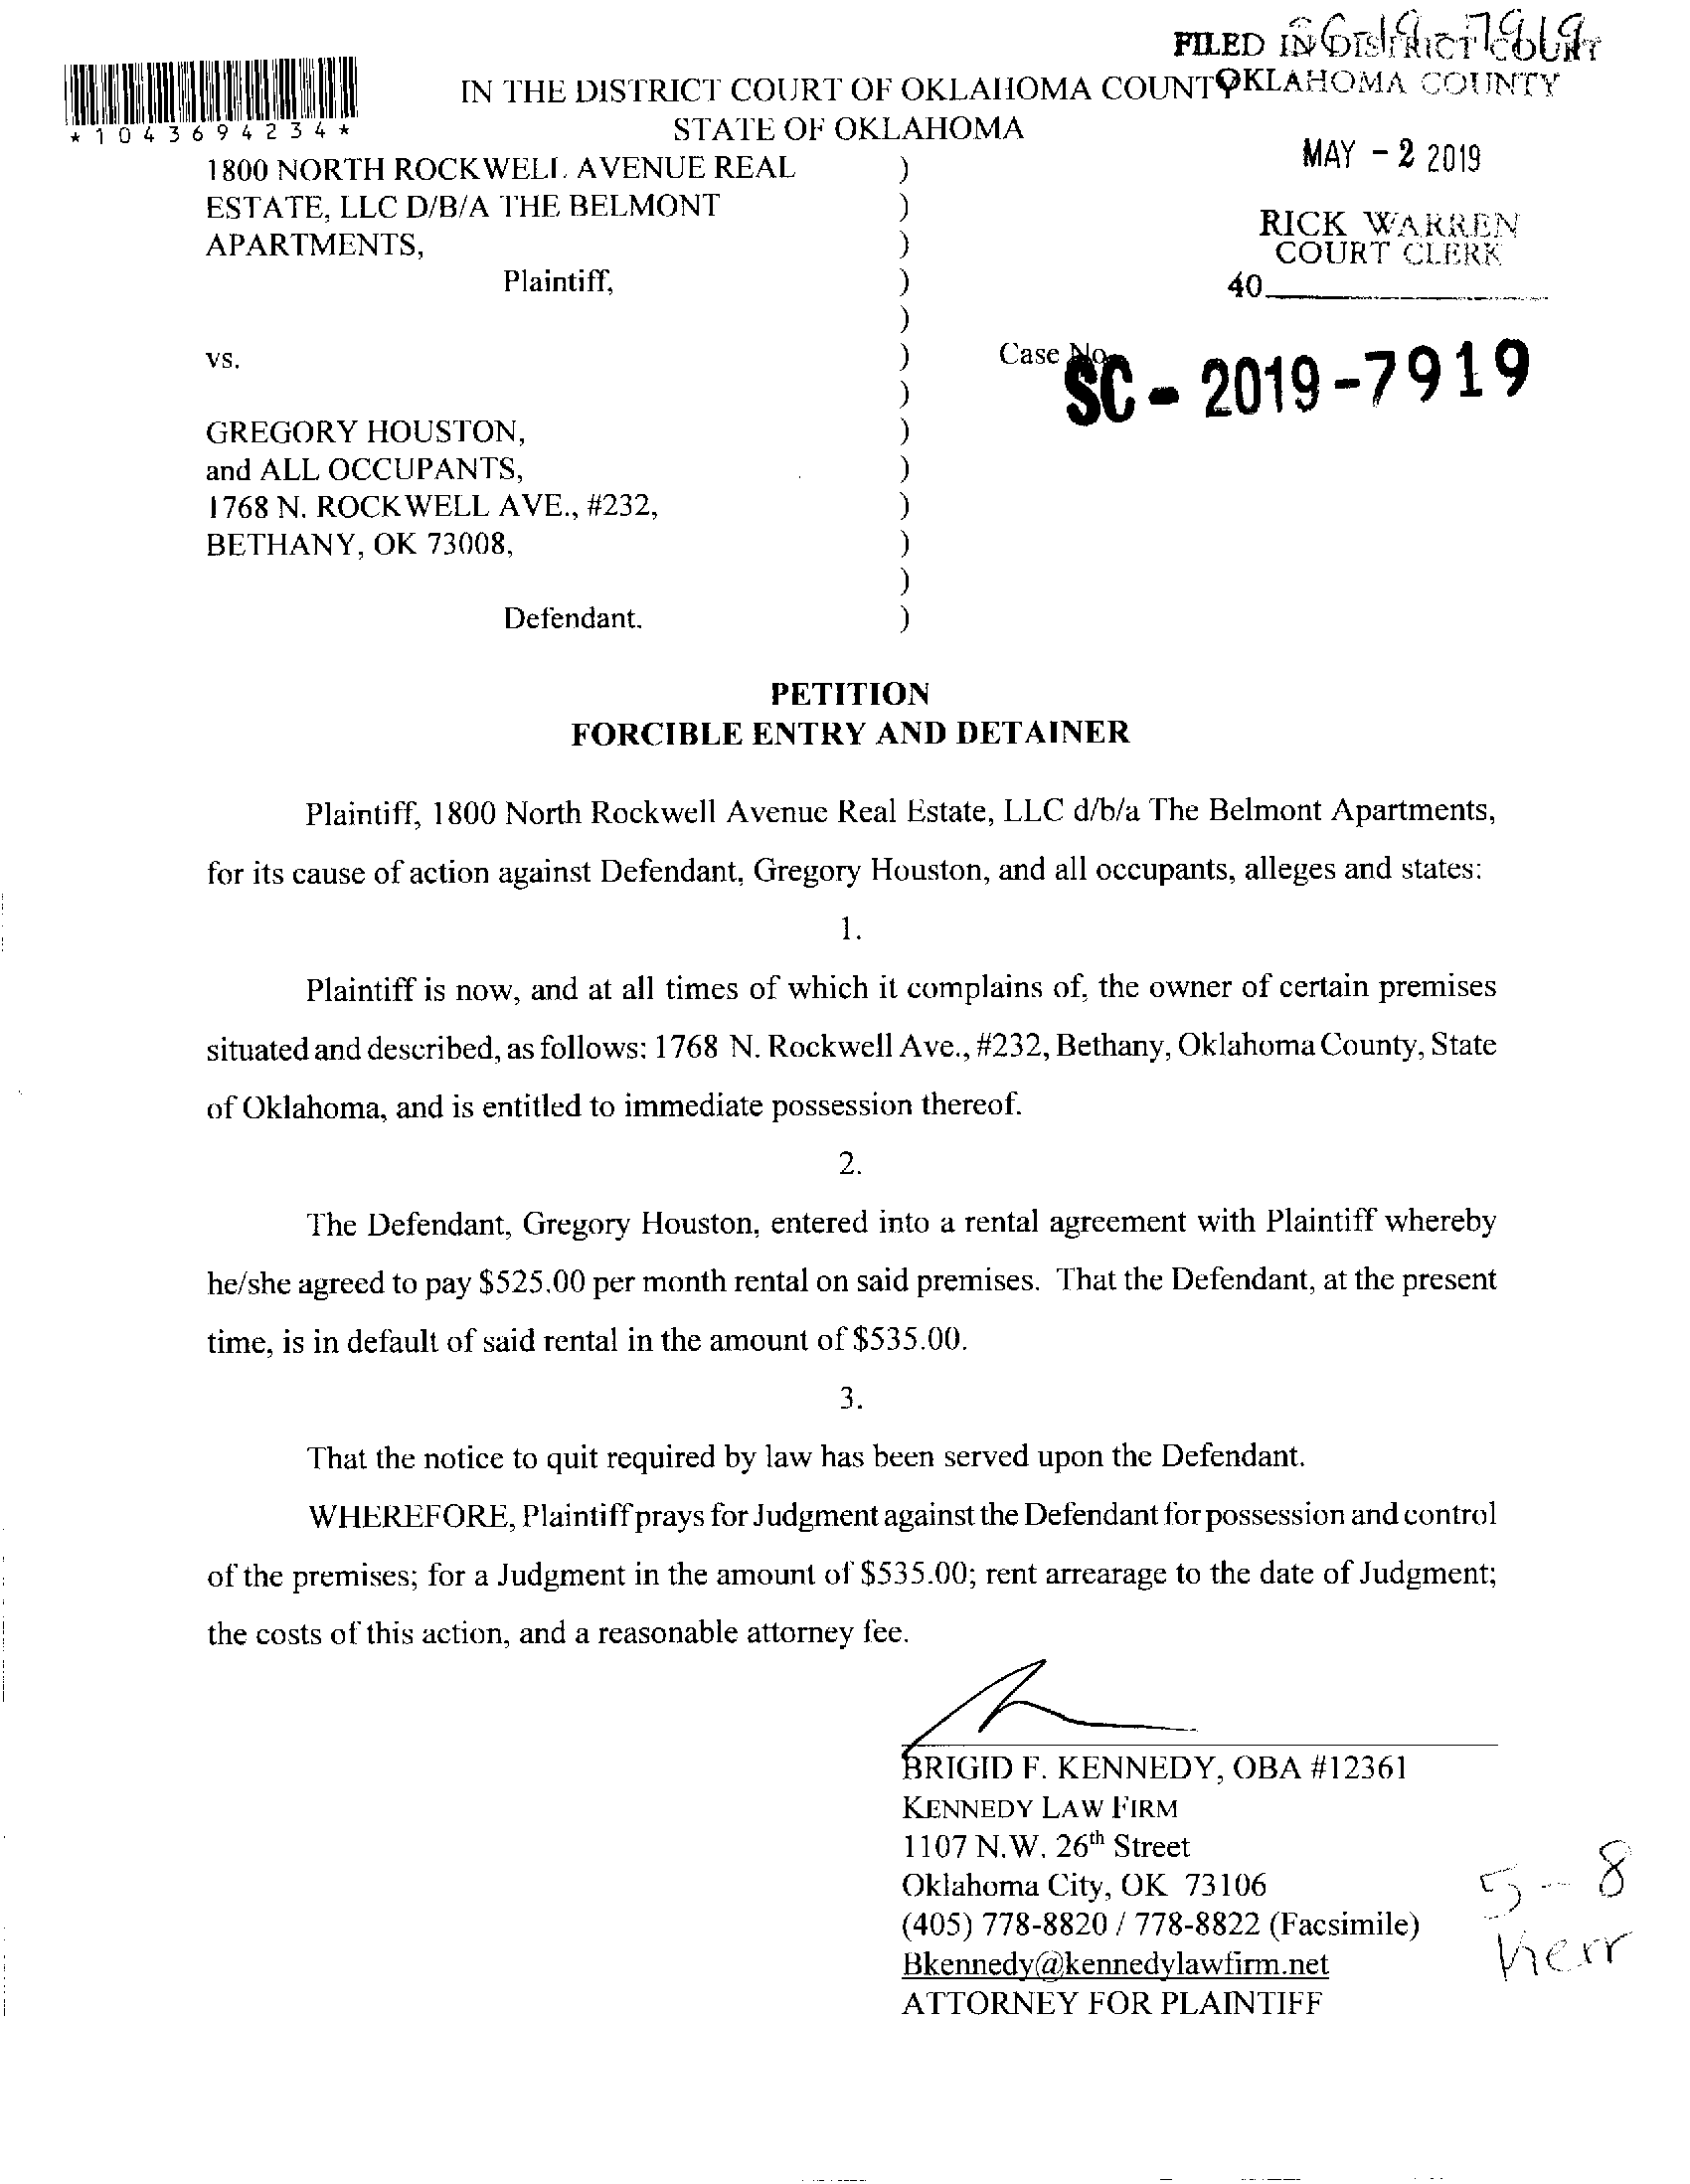 SC-19-7919
FILED IN DISTRICT COURT
IN THE DISTRICT COURT OF OKLAHOMA COUNTY
OKLAHOMA COUNTY
*1043694234*
STATE OF OKLAHOMA
MAY - 2 2019
1800 NORTH ROCKWELL AVENUE REAL )
ESTATE, LLC D/B/A THE BELMONT )
APARTMENTS, )
Plaintiff, )
)
RICK WARREN
COURT CLERK
40
vs. )
Case No.
SC - 2019-7919
)
GREGORY HOUSTON, )
and ALL OCCUPANTS, )
1768 N. ROCKWELL AVE., #232, )
BETHANY, OK 73008, )
)
Defendant. )
PETITION
FORCIBLE ENTRY AND DETAINER
Plaintiff, 1800 North Rockwell Avenue Real Estate, LLC d/b/a The Belmont Apartments,
for its cause of action against Defendant, Gregory Houston, and all occupants, alleges and states:
1.
Plaintiff is now, and at all times of which it complains of, the owner of certain premises
situated and described, as follows: 1768 N. Rockwell Ave., #232, Bethany, Oklahoma County, State
of Oklahoma, and is entitled to immediate possession thereof.
2.
The Defendant, Gregory Houston, entered into a rental agreement with Plaintiff whereby
he/she agreed to pay $525.00 per month rental on said premises. That the Defendant, at the present
time, is in default of said rental in the amount of $535.00.
3.
That the notice to quit required by law has been served upon the Defendant.
WHEREFORE, Plaintiff prays for Judgment against the Defendant for possession and control
of the premises; for a Judgment in the amount of $535.00; rent arrearage to the date of Judgment;
the costs of this action, and a reasonable attorney fee.
BRIGID F. KENNEDY, OBA #12361
KENNEDY LAW FIRM
1107 N.W. 26th Street
Oklahoma City, OK 73106
(405) 778-8820 / 778-8822 (Facsimile)
Bkennedy@kennedylawfirm.net
ATTORNEY FOR PLAINTIFF
5-8
Kerr